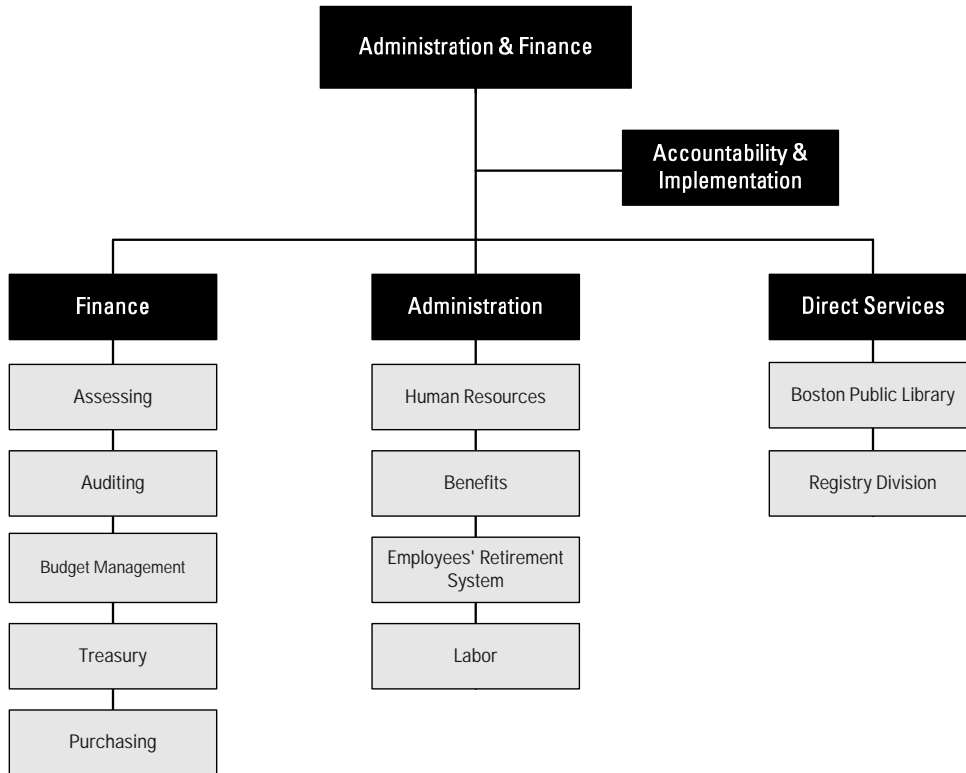 Administration & Finance
Accountability &
Implementation
Finance
Administration
Direct Services
Assessing
Human Resources
Boston Public Library
Auditing
Benefits
Registry Division
Budget Management
Employees' Retirement
System
Treasury
Labor
Purchasing